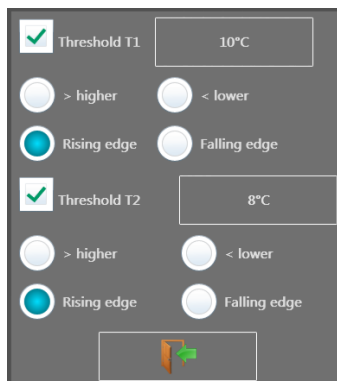 Threshold T1 10°C
> higher < lower
Rising edge Falling edge
Threshold T2 8°C
> higher < lower
Rising edge Falling edge